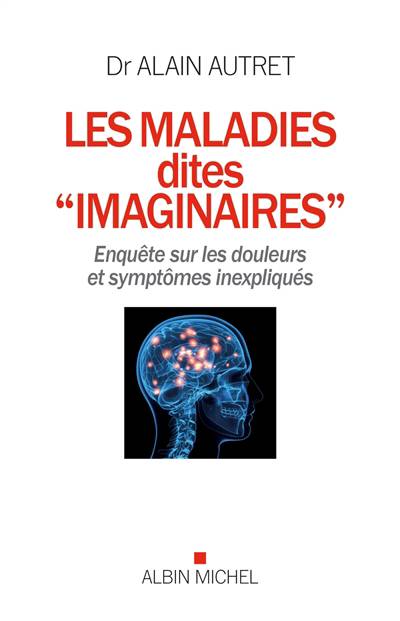 Dr ALAIN AUTRET
LES MALADIES
dites
“IMAGINAIRES”
Enquête sur les douleurs
et symptômes inexpliqués
ALBIN MICHEL